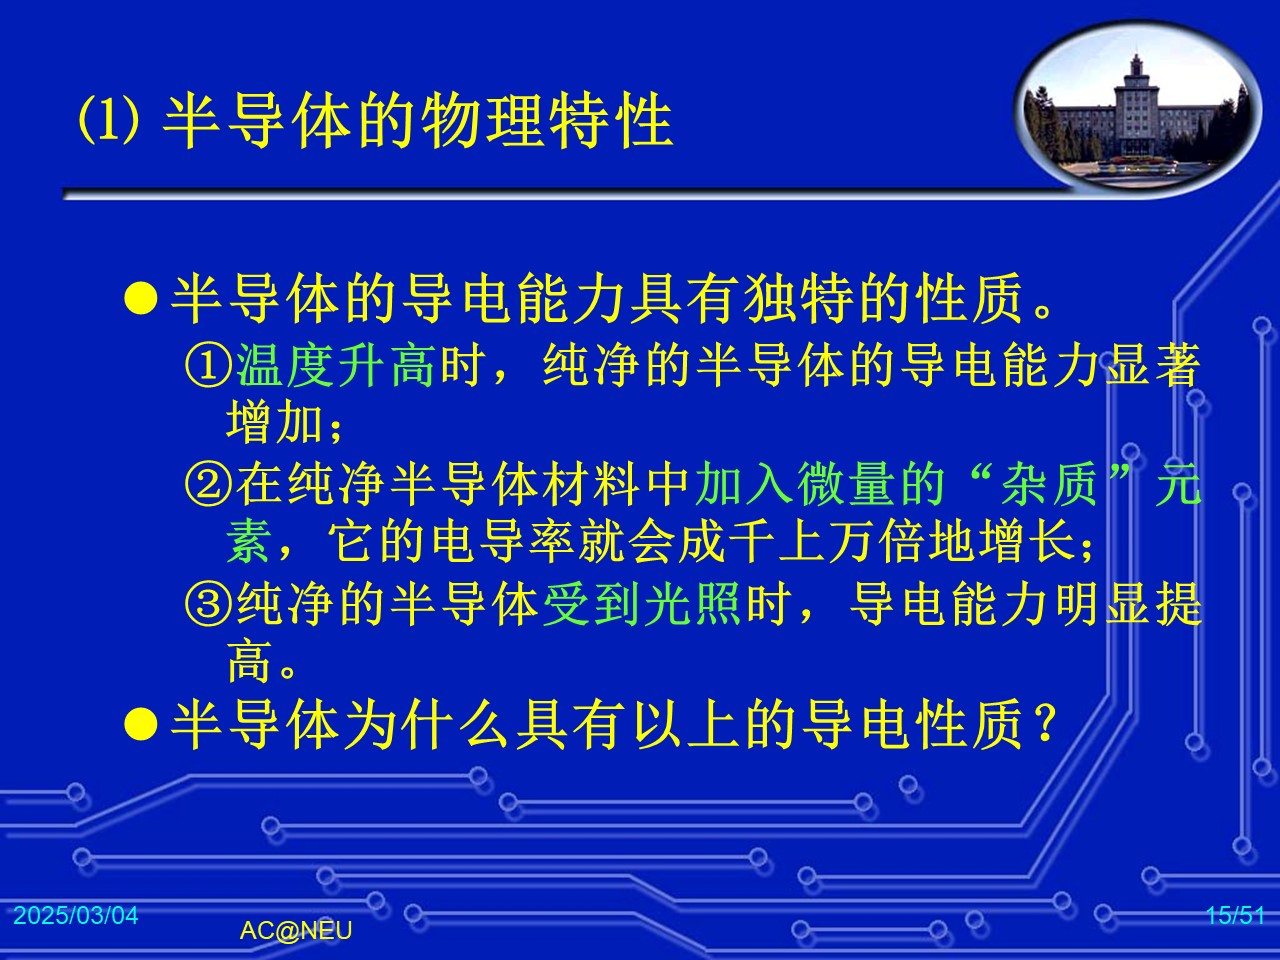 ⑴ 半导体的物理特性
●半导体的导电能力具有独特的性质。
①温度升高时，纯净的半导体的导电能力显著
增加；
②在纯净半导体材料中加入微量的“杂质”元
素，它的电导率就会成千上万倍地增长；
③纯净的半导体受到光照时，导电能力明显提
高。
●半导体为什么具有以上的导电性质？
2025/03/04
AC@NEU
15/51